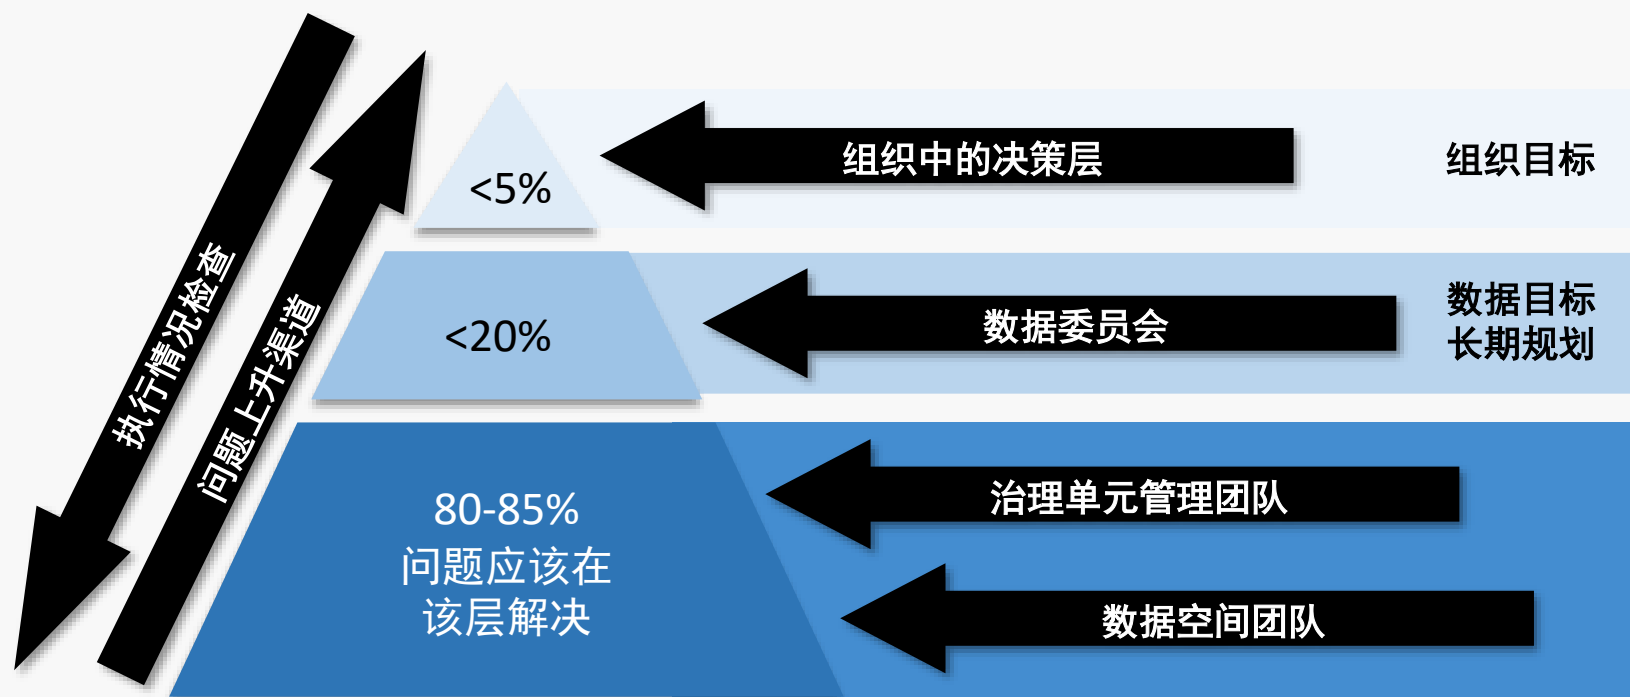 执行情况检查
问题上升渠道
<5%
组织中的决策层
组织目标
<20%
数据委员会
数据目标
长期规划
80-85%
问题应该在
该层解决
治理单元管理团队
数据空间团队